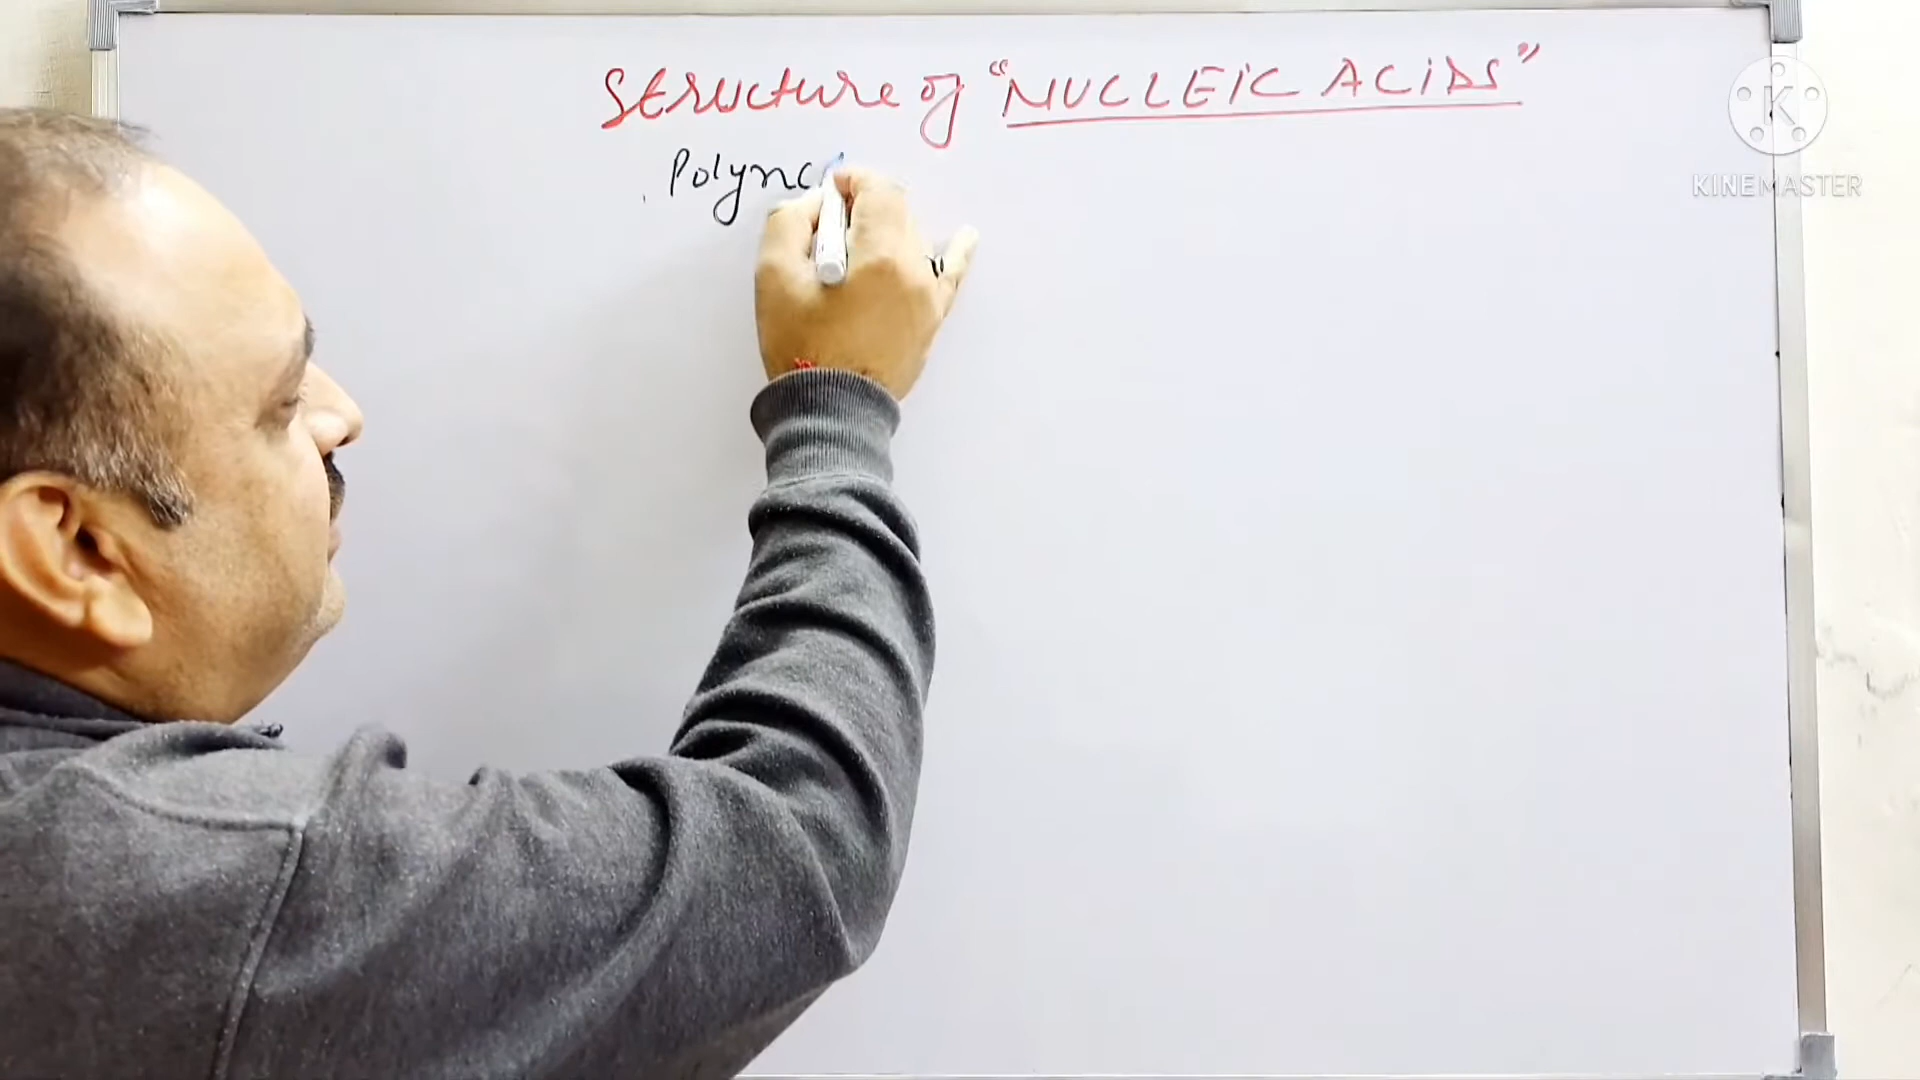 Structure of "NUCLEIC ACIDS"
Polync
K
KINEMASTER